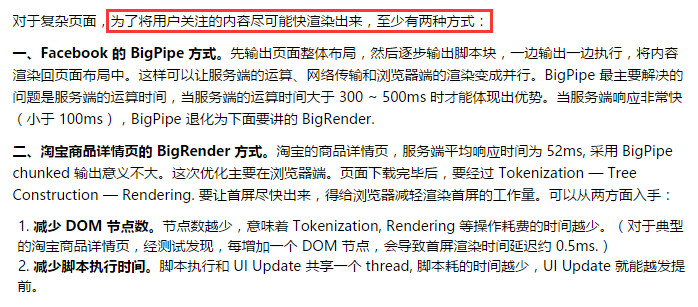 对于复杂页面，为了将用户关注的内容尽可能快渲染出来，至少有两种方式：
一、Facebook 的 BigPipe 方式。先输出页面整体布局，然后逐步输出脚本块，一边输出一边执行，将内容
渲染回页面布局中。这样可以让服务端的运算、网络传输和浏览器端的渲染变成并行。BigPipe 最主要解决的
问题是服务端的运算时间，当服务端的运算时间大于 300 ~ 500ms 时才能体现出优势。当服务端响应非常快
（小于 100ms），BigPipe 退化为下面要讲的 BigRender.
二、淘宝商品详情页的 BigRender 方式。淘宝的商品详情页，服务端平均响应时间为 52ms, 采用 BigPipe
chunked 输出意义不大。这次优化主要在浏览器端。页面下载完毕后，要经过 Tokenization — Tree
Construction — Rendering. 要让首屏尽快出来，得给浏览器减轻渲染首屏的工作量。可以从两方面入手：
1. 减少 DOM 节点数。节点数越少，意味着 Tokenization, Rendering 等操作耗费的时间越少。（对于典型
的淘宝商品详情页，经测试发现，每增加一个 DOM 节点，会导致首屏渲染时间延迟约 0.5ms.）
2. 减少脚本执行时间。脚本执行和 UI Update 共享一个 thread, 脚本耗的时间越少，UI Update 就能越发提
前。